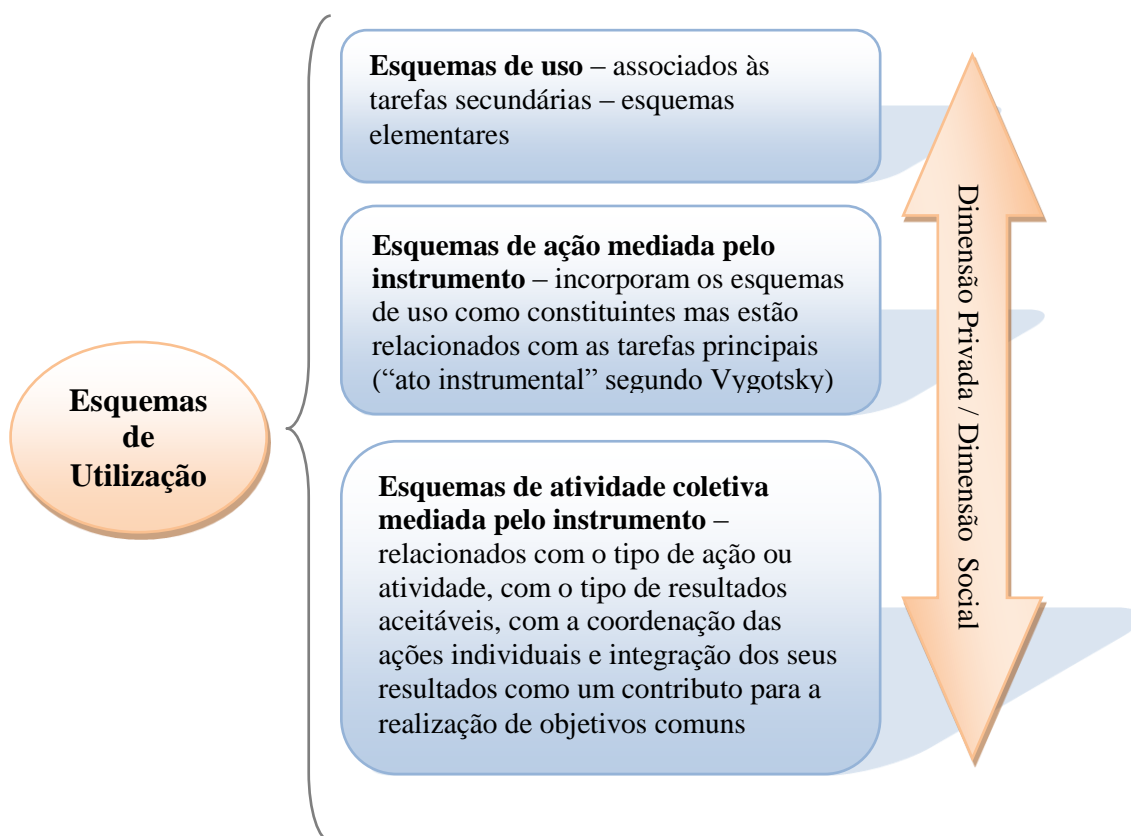 Esquemas de uso – associados às
tarefas secundárias – esquemas
elementares
Esquemas de ação mediada pelo
instrumento – incorporam os esquemas
de uso como constituintes mas estão
relacionados com as tarefas principais
(“ato instrumental” segundo Vygotsky)
Esquemas
de
Utilização
Esquemas de atividade coletiva
mediada pelo instrumento –
relacionados com o tipo de ação ou
atividade, com o tipo de resultados
aceitáveis, com a coordenação das
ações individuais e integração dos seus
resultados como um contributo para a
realização de objetivos comuns
Dimensão Privada / Dimensão Social